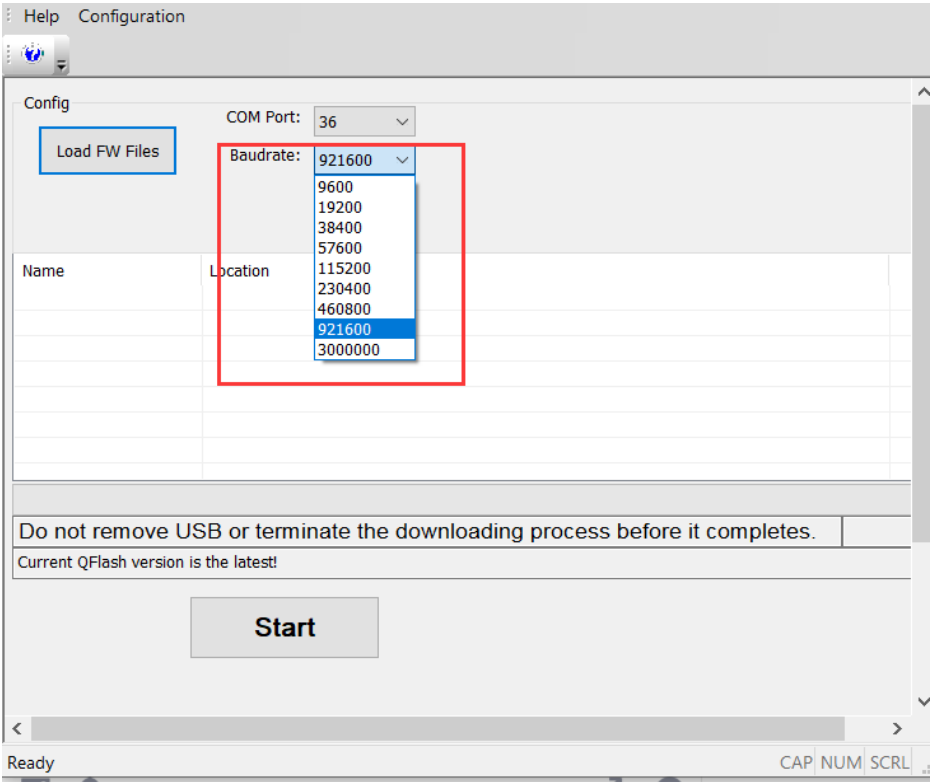 Help Configuration
Config
COM Port: 36
Load FW Files
Baudrate: 921600
9600
19200
38400
57600
115200
230400
460800
921600
3000000
Name Location
Do not remove USB or terminate the downloading process before it completes.
Current QFlash version is the latest!
Start
Ready CAP NUM SCRL